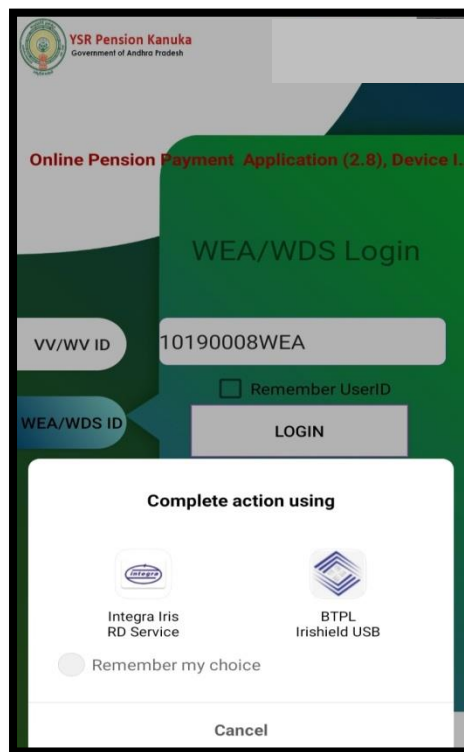 YSR Pension Kanuka
Government of Andhra Pradesh
Online Pension Payment Application (2.8), Device I..
WEA/WDS Login
VV/WV ID
10190008WEA
Remember UserID
WEA/WDS ID
LOGIN
Complete action using
integra
Integra Iris
RD Service
BTPL
Irishield USB
Remember my choice
Cancel